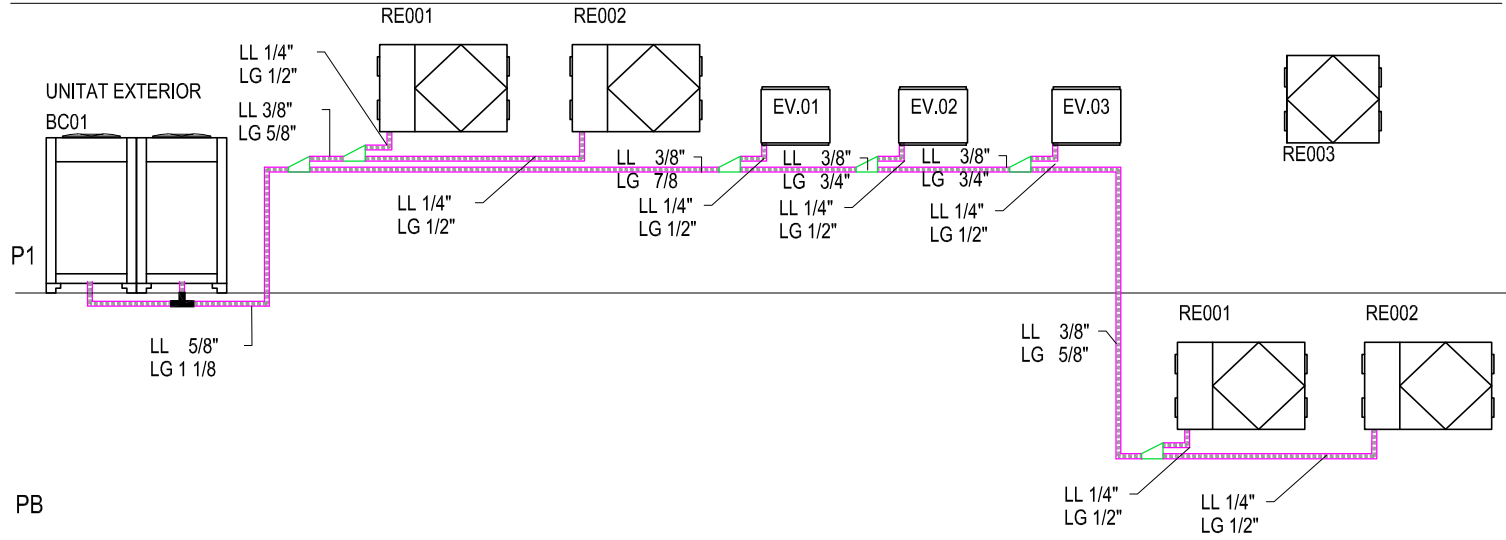 RE001
RE002
LL 1/4"
LG 1/2"
UNITAT EXTERIOR
BC01
LL 3/8"
LG 5/8"
EV.01
EV.02
EV.03
RE003
LL 3/8"
LG 7/8
LL 3/8"
LG 3/4"
LL 3/8"
LG 3/4"
LL 1/4"
LG 1/2"
LL 1/4"
LG 1/2"
LL 1/4"
LG 1/2"
LL 1/4"
LG 1/2"
P1
LL 5/8"
LG 1 1/8
LL 3/8"
LG 5/8"
RE001
RE002
LL 1/4"
LG 1/2"
LL 1/4"
LG 1/2"
PB